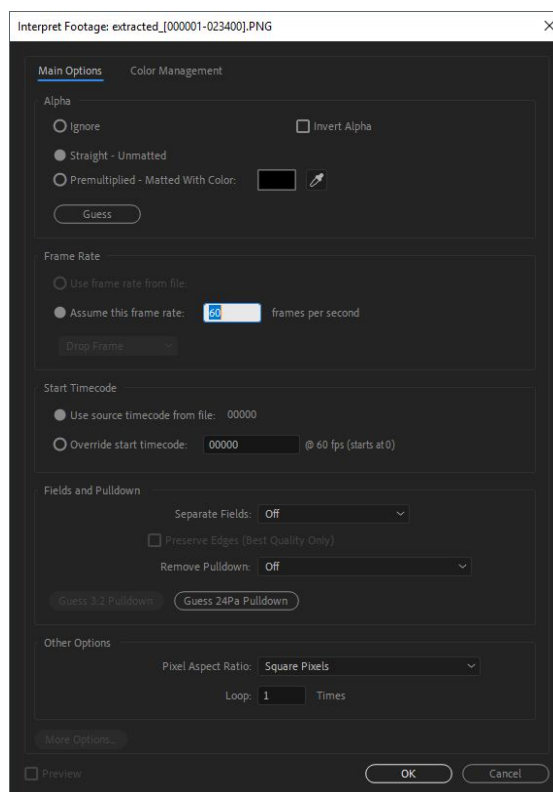 Interpret Footage: extracted_[000001-023400].PNG
Main Options Color Management
Alpha
Ignore Invert Alpha
Straight - Unmatted
Premultiplied - Matted With Color:
Guess
Frame Rate
Use frame rate from file:
Assume this frame rate: 60 frames per second
Drop Frame
Start Timecode
Use source timecode from file: 00000
Override start timecode: 00000 @ 60 fps (starts at 0)
Fields and Pulldown
Separate Fields: Off
Preserve Edges (Best Quality Only)
Remove Pulldown: Off
Guess 3:2 Pulldown Guess 24Pa Pulldown
Other Options
Pixel Aspect Ratio: Square Pixels
Loop: 1 Times
More Options...
Preview OK Cancel